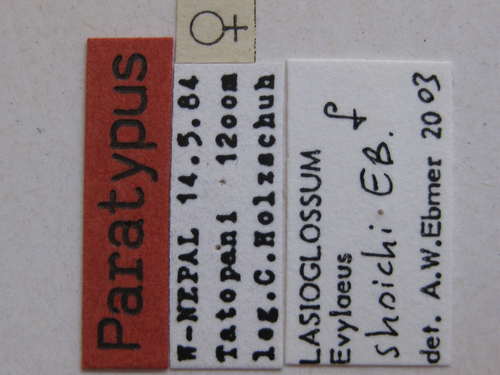 ♀
Paratypus
W-NEPAL 14.5.84
Tatopani 1200m
leg.C.Holzschuh
LASIOGLOSSUM
Evylaeus f
shoichi EB.
det. A.W.Ebmer 2003